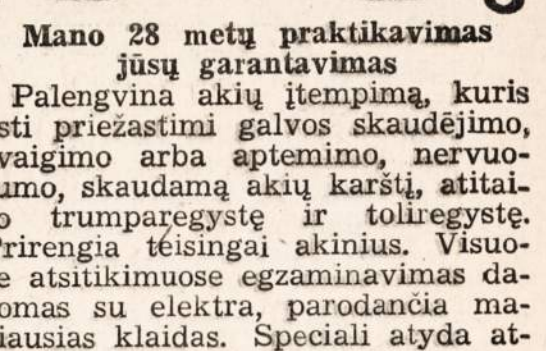 Mano 28 metų praktikavimas
jūsų garantavimas
Palengvina akių įtempimą, kuris
sti priežastimi galvos skaudėjimo,
vaigimo arba aptemimo, nervuo-
umo, skaudamą akių karštį, atitai-
o trumparegystę ir toliregystę.
rirengia teisingai akinius. Visuo-
e atsitikimuose egzaminavimas da-
omas su elektra, parodančia ma-
iausias klaidas. Speciali atyda at-